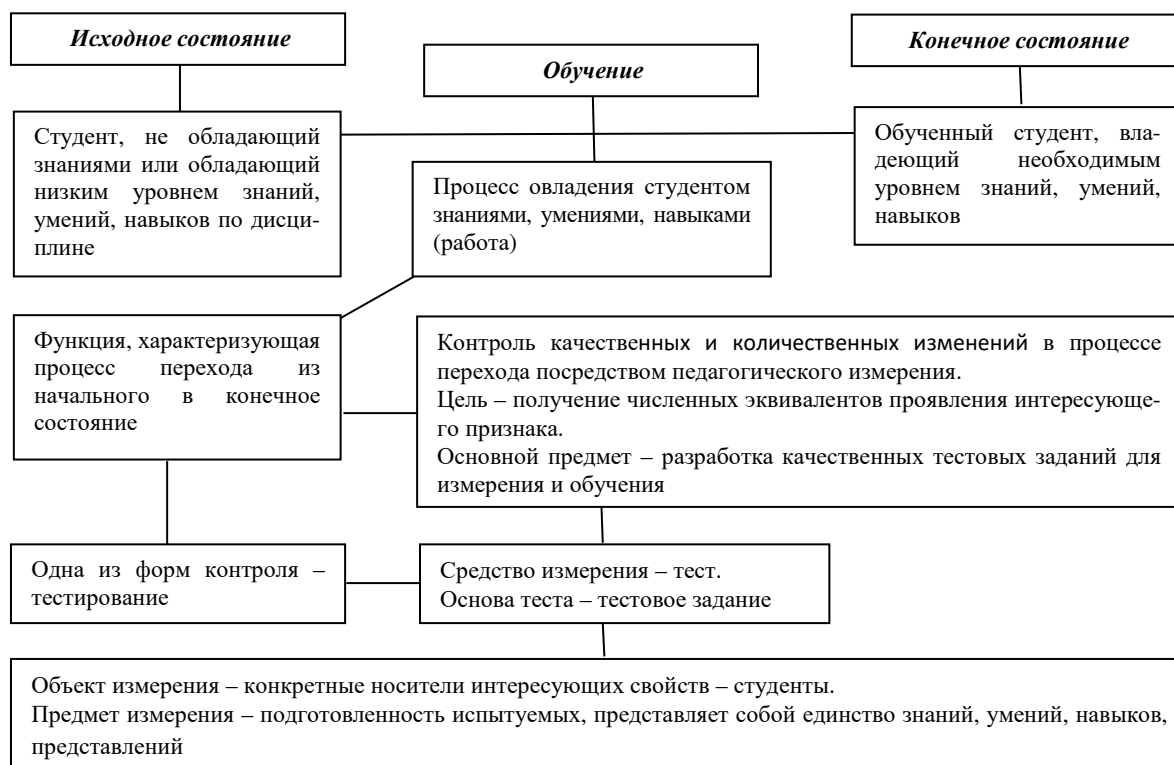 Исходное состояние
Обучение
Конечное состояние
Студент, не обладающий
знаниями или обладающий
низким уровнем знаний,
умений, навыков по дисци-
плине
Процесс овладения студентом
знаниями, умениями, навыками
(работа)
Обученный студент, вла-
деющий необходимым
уровнем знаний, умений,
навыков
Функция, характеризующая
процесс перехода из
начального в конечное
состояние
Контроль качественных и количественных изменений в процессе
перехода посредством педагогического измерения.
Цель – получение численных эквивалентов проявления интересующе-
го признака.
Основной предмет – разработка качественных тестовых заданий для
измерения и обучения
Одна из форм контроля –
тестирование
Средство измерения – тест.
Основа теста – тестовое задание
Объект измерения – конкретные носители интересующих свойств – студенты.
Предмет измерения – подготовленность испытуемых, представляет собой единство знаний, умений, навыков,
представлений